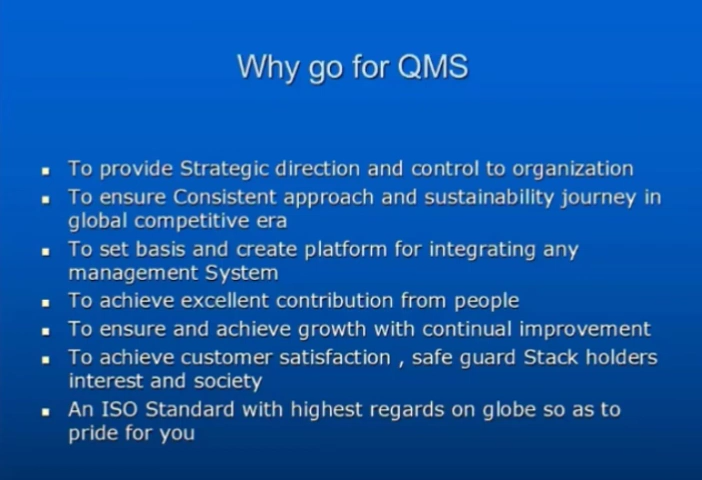 Why go for QMS
To provide Strategic direction and control to organization
To ensure Consistent approach and sustainability journey in
global competitive era
To set basis and create platform for integrating any
management System
To achieve excellent contribution from people
To ensure and achieve growth with continual improvement
To achieve customer satisfaction , safe guard Stack holders
interest and society
An ISO Standard with highest regards on globe so as to
pride for you